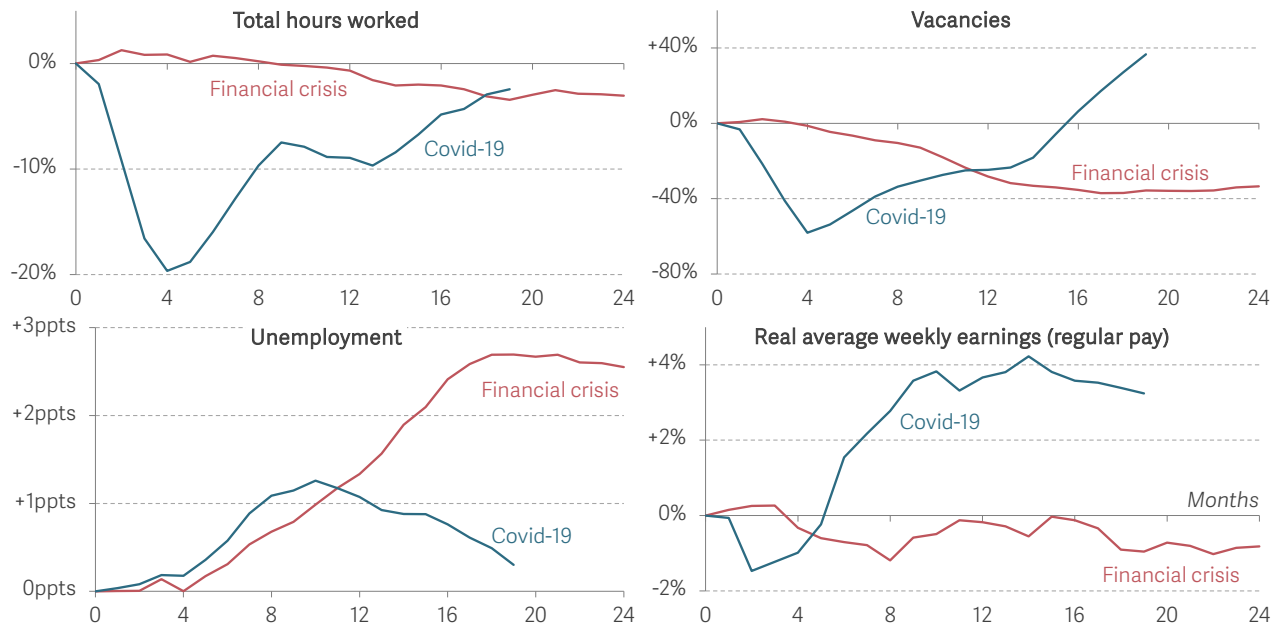 Total hours worked
0%
-10%
-20%
Financial crisis
Covid-19
0 4 8 12 16 20 24
Vacancies
+40%
0%
-40%
-80%
Financial crisis
Covid-19
0 4 8 12 16 20 24
Unemployment
+3ppts
+2ppts
+1ppts
0ppts
Financial crisis
Covid-19
0 4 8 12 16 20 24
Real average weekly earnings (regular pay)
+4%
+2%
0%
-2%
Covid-19
Months
Financial crisis
0 4 8 12 16 20 24